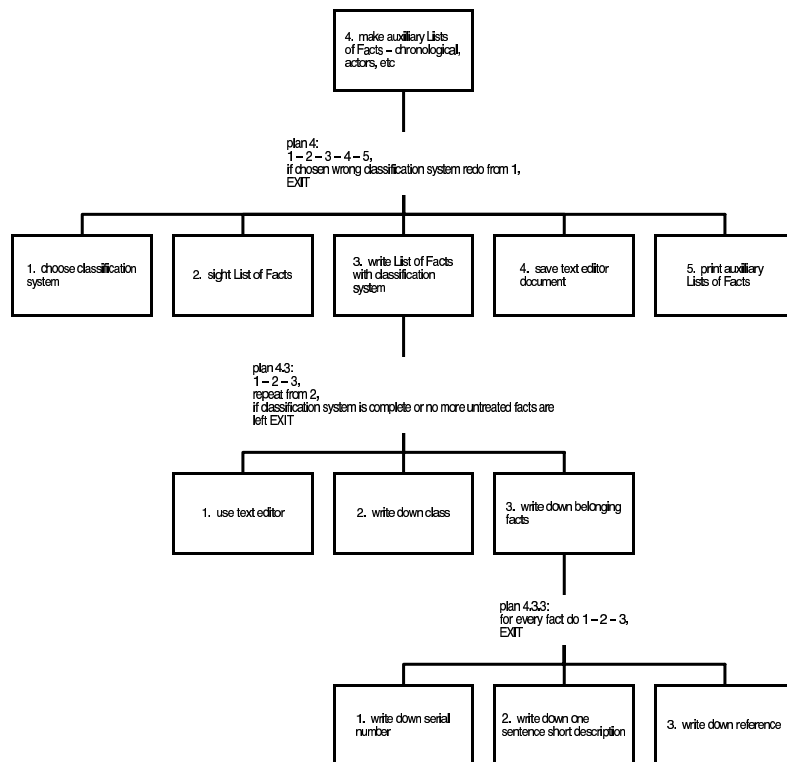 4. make auxilliary Lists
of Facts – chronological,
actors, etc
plan 4:
1 – 2 – 3 – 4 – 5,
if chosen wrong classification system redo from 1,
EXIT
1. choose classification
system
2. sight List of Facts
3. write List of Facts
with classification
system
4. save text editor
document
5. print auxilliary
Lists of Facts
plan 4.3:
1 – 2 – 3,
repeat from 2,
if classification system is complete or no more untreated facts are
left EXIT
1. use text editor
2. write down class
3. write down belonging
facts
plan 4.3.3:
for every fact do 1 – 2 – 3,
EXIT
1. write down serial
number
2. write down one
sentence short description
3. write down reference